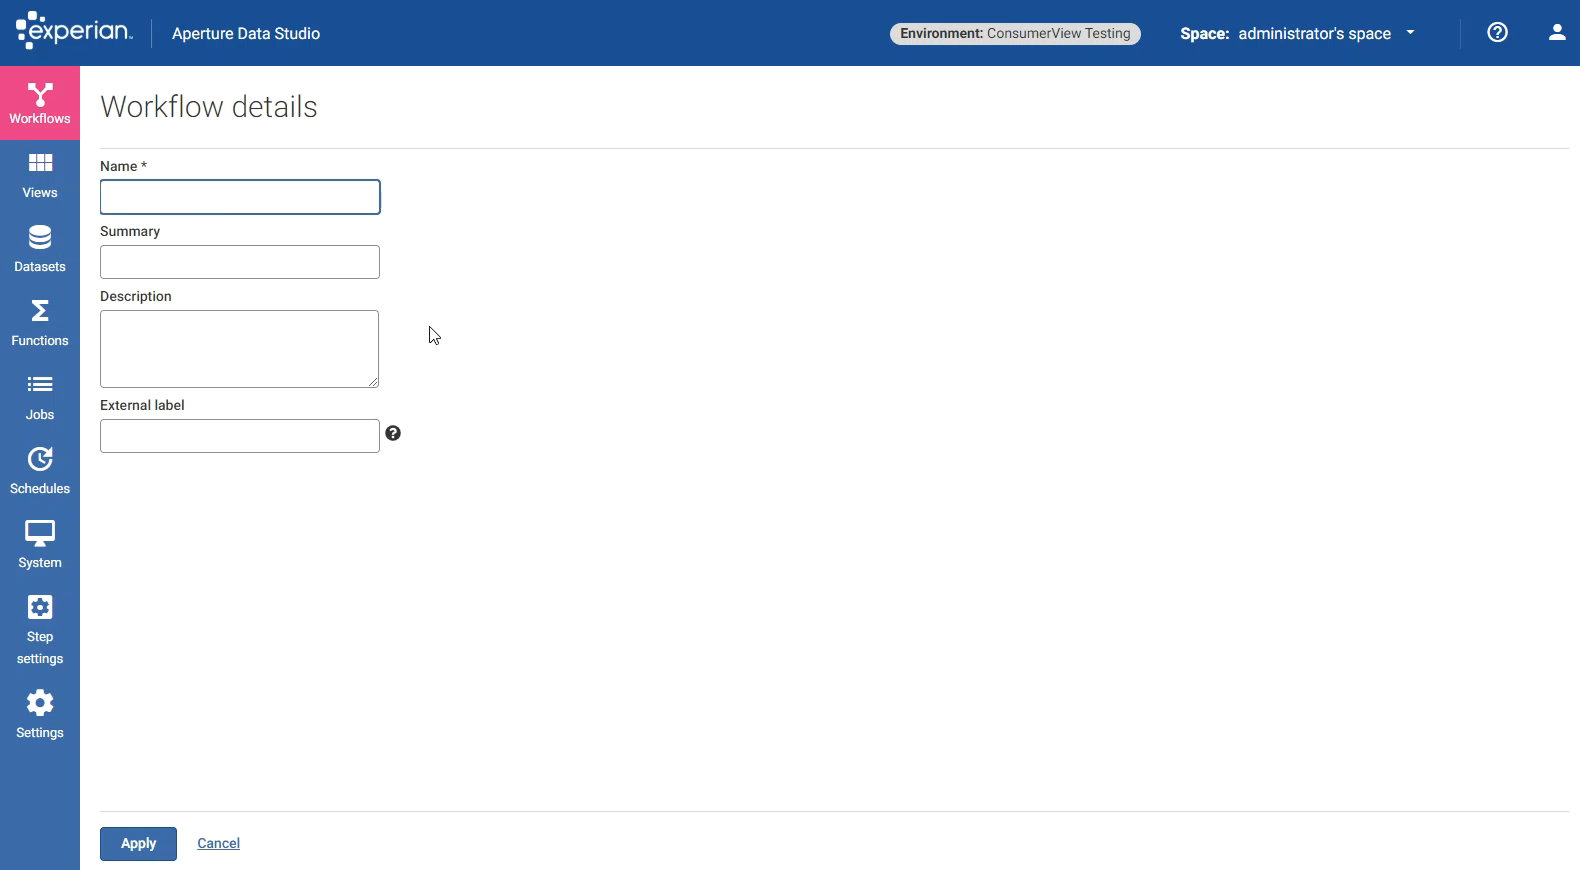 experian.
Aperture Data Studio
Environment: ConsumerView Testing
Space: administrator's space
Workflows
Views
Datasets
Functions
Jobs
Schedules
System
Step
settings
Settings
Workflow details
Name *
Summary
Description
External label
Apply
Cancel